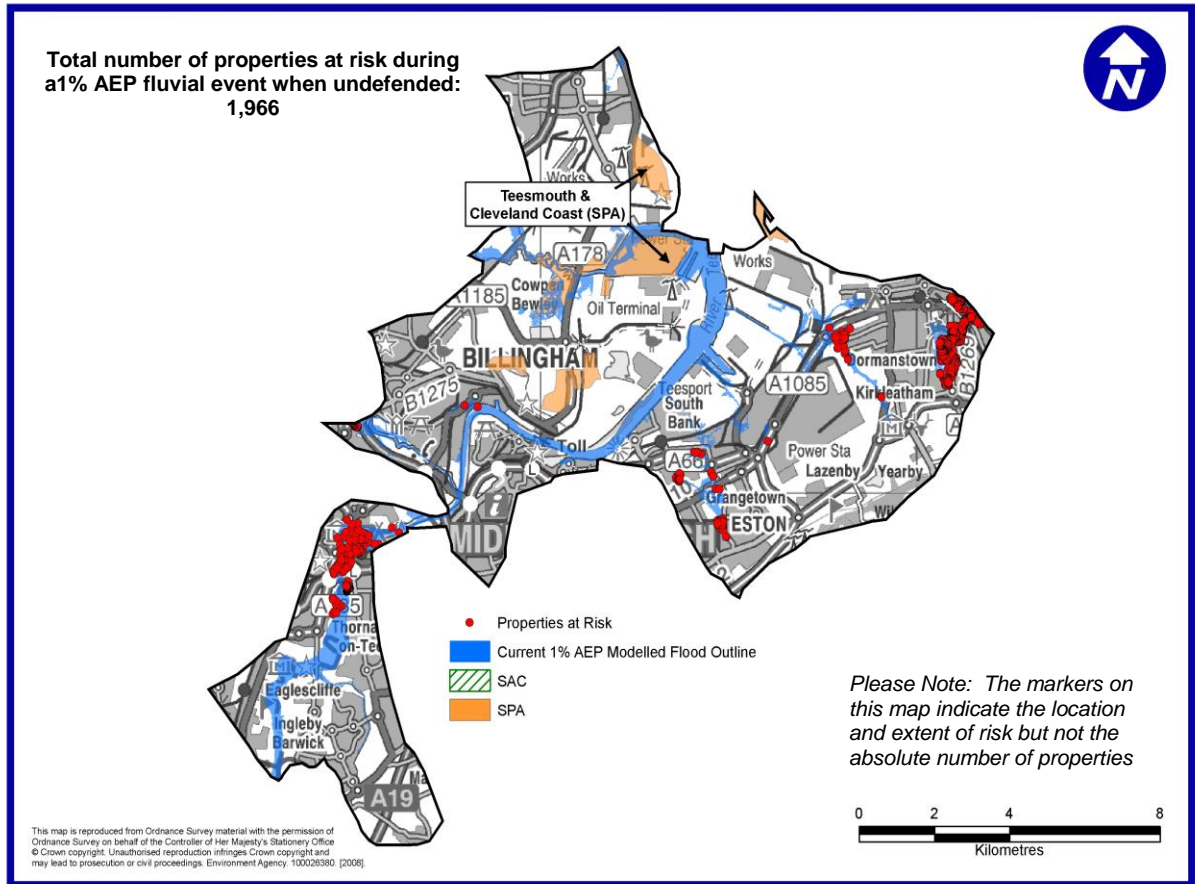 Total number of properties at risk during
a1% AEP fluvial event when undefended:
1,966
N
Works
Teesmouth &
Cleveland Coast (SPA)
Power Sta
A178
Works
Cowpen
Bewley
A1185
Oil Terminal
River Tees
BILLINGHAM
Dormanstown
B1269
B1275
A1085
Kirkleatham
Teesport
South
Bank
Toll
Power Sta
A66
Lazenby
Yearby
Grangetown
ESTON
MID
Properties at Risk
Current 1% AEP Modelled Flood Outline
SAC
SPA
Eaglescliffe
Ingleby
Barwick
A19
Please Note: The markers on
this map indicate the location
and extent of risk but not the
absolute number of properties
0 2 4 8
Kilometres
This map is reproduced from Ordnance Survey material with the permission of
Ordnance Survey on behalf of the Controller of Her Majesty's Stationery Office
© Crown copyright. Unauthorised reproduction infringes Crown copyright and
may lead to prosecution or civil proceedings. Environment Agency. 100026380. [2008].